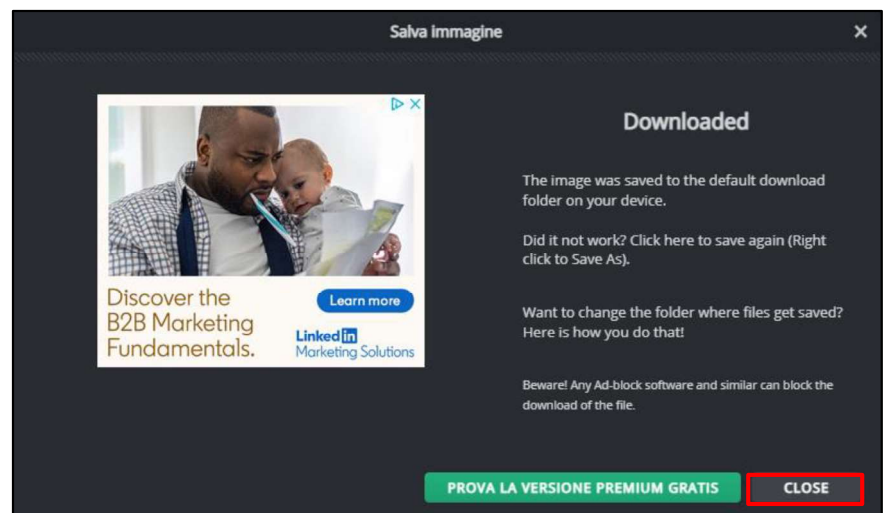 Salva immagine
Discover the
B2B Marketing
Fundamentals.
Learn more
Linked in
Marketing Solutions
Downloaded
The image was saved to the default download
folder on your device.
Did it not work? Click here to save again (Right
click to Save As).
Want to change the folder where files get saved?
Here is how you do that!
Beware! Any Ad-block software and similar can block the
download of the file.
PROVA LA VERSIONE PREMIUM GRATIS
CLOSE